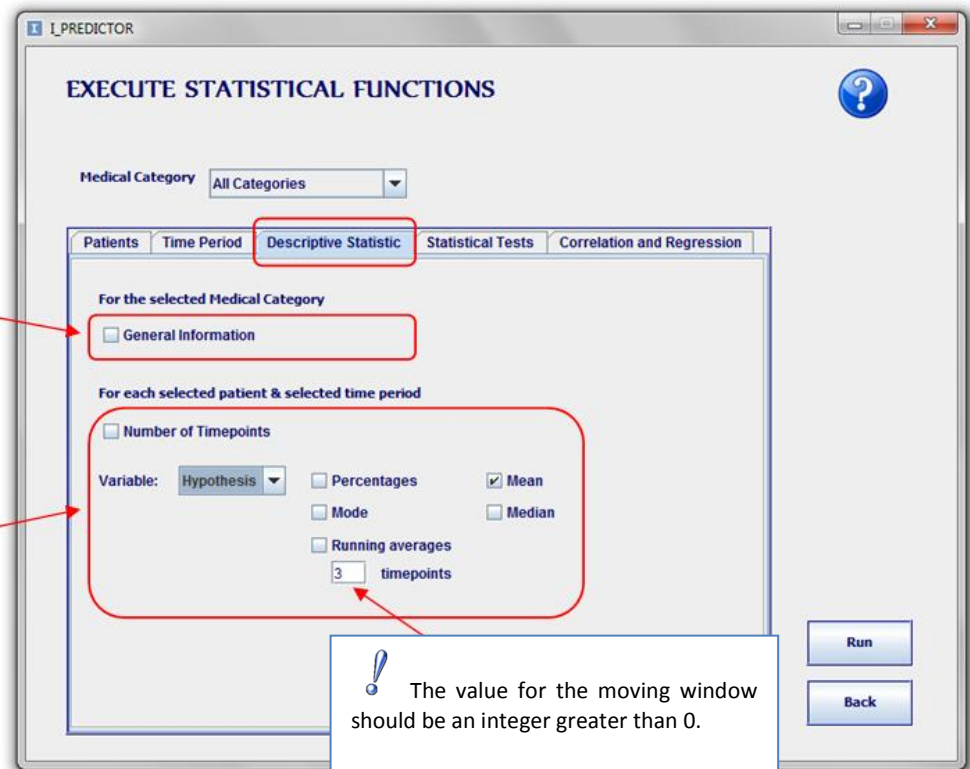 I_PREDICTOR
EXECUTE STATISTICAL FUNCTIONS
?
Medical Category All Categories
Patients Time Period Descriptive Statistic Statistical Tests Correlation and Regression
For the selected Medical Category
General Information
For each selected patient & selected time period
Number of Timepoints
Variable: Hypothesis Percentages Mean
Mode Median
Running averages
3 timepoints
Run
Back
! The value for the moving window
should be an integer greater than 0.